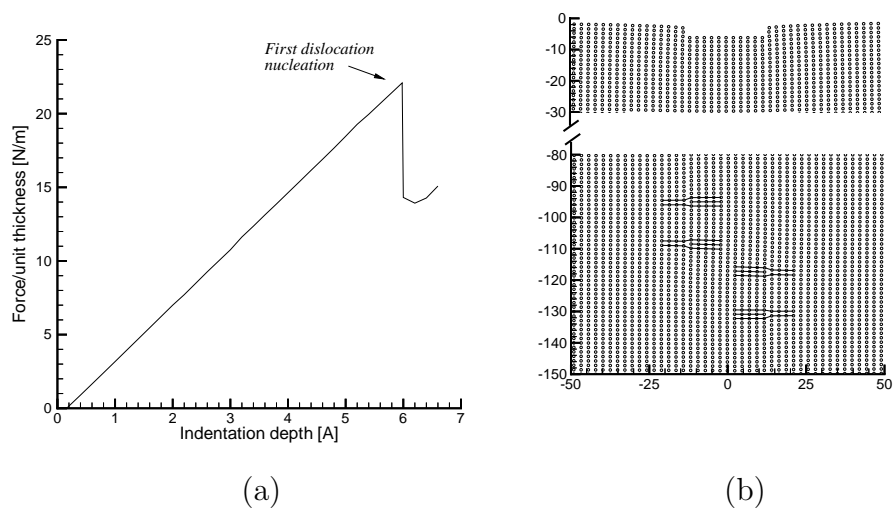 First dislocation
nucleation
Force/unit thickness [N/m]
25
20
15
10
5
0
0 1 2 3 4 5 6 7
Indentation depth [A]
(a)
0
-10
-20
-30
-80
-90
-100
-110
-120
-130
-140
-150
-50 -25 0 25 50
(b)